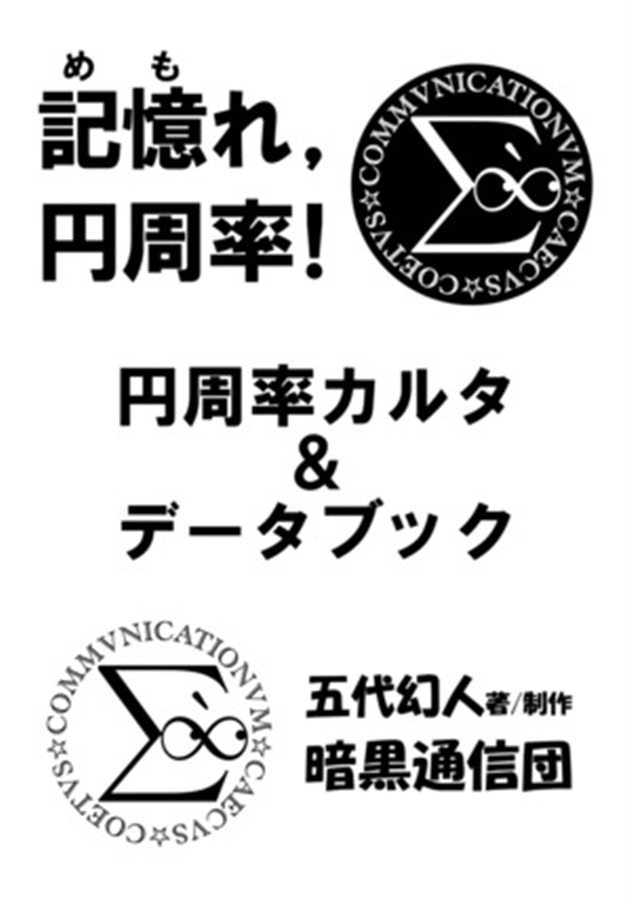 めも
記憶れ,
円周率!
COMMVNICATIONVM☆CAECVS☆COETVS☆
円周率カルタ
&
データブック
COMMVNICATIONVM☆CAECVS☆COETVS☆
五代幻人著/制作
暗黒通信団